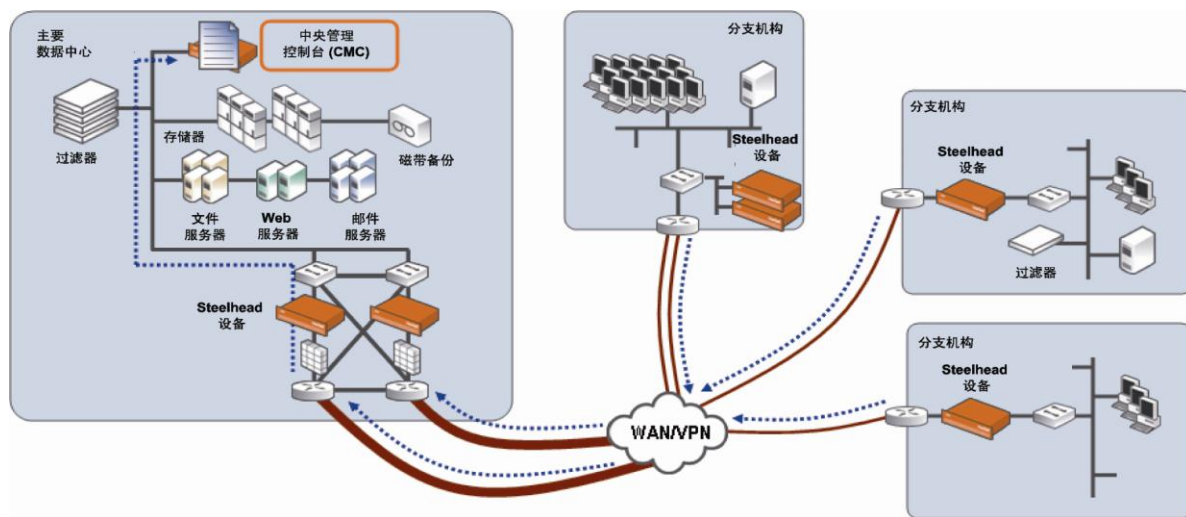 主要
数据中心
中央管理
控制台 (CMC)
过滤器
存储器
磁带备份
文件
服务器
Web
服务器
邮件
服务器
Steelhead
设备
分支机构
Steelhead
设备
分支机构
Steelhead
设备
过滤器
分支机构
Steelhead
设备
WAN/VPN